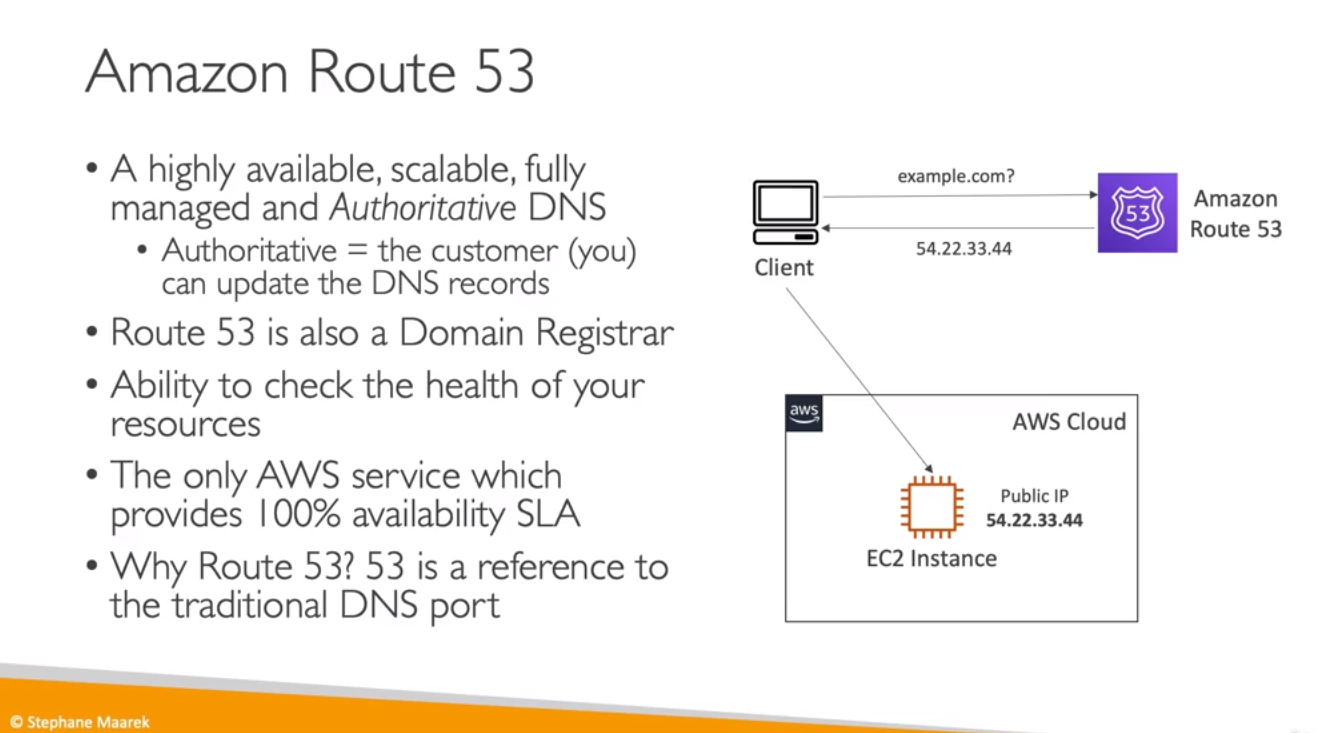 Amazon Route 53
• A highly available, scalable, fully
managed and Authoritative DNS
• Authoritative = the customer (you)
can update the DNS records
• Route 53 is also a Domain Registrar
• Ability to check the health of your
resources
• The only AWS service which
provides 100% availability SLA
• Why Route 53? 53 is a reference to
the traditional DNS port
example.com?
53
Amazon
Route 53
54.22.33.44
Client
aws
AWS Cloud
Public IP
54.22.33.44
EC2 Instance
© Stephane Maarek